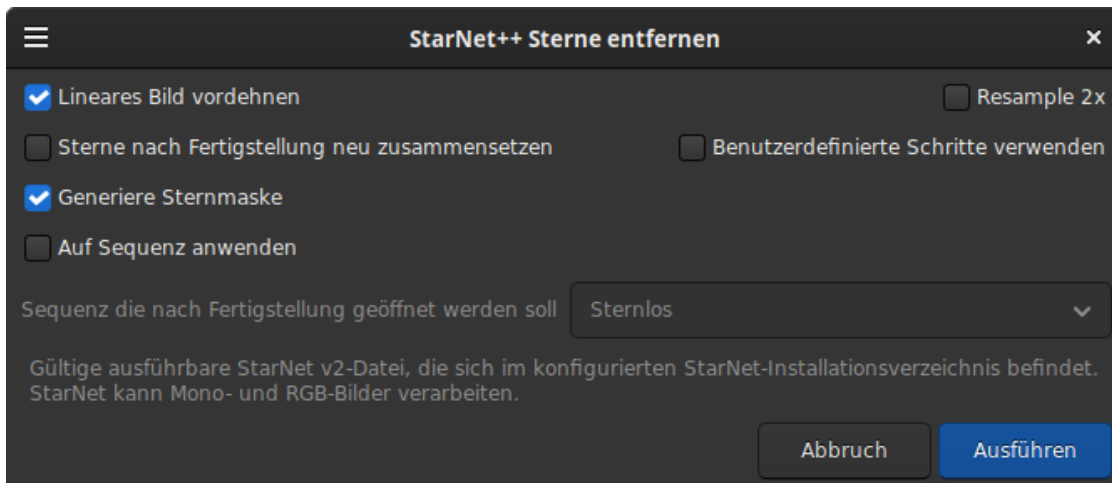 StarNet++ Sterne entfernen
Lineares Bild vordehnen
Resample 2x
Sterne nach Fertigstellung neu zusammensetzen
Benutzerdefinierte Schritte verwenden
Generiere Sternmaske
Auf Sequenz anwenden
Sequenz die nach Fertigstellung geöffnet werden soll
Sternlos
Gültige ausführbare StarNet v2-Datei, die sich im konfigurierten StarNet-Installationsverzeichnis befindet.
StarNet kann Mono- und RGB-Bilder verarbeiten.
Abbruch
Ausführen